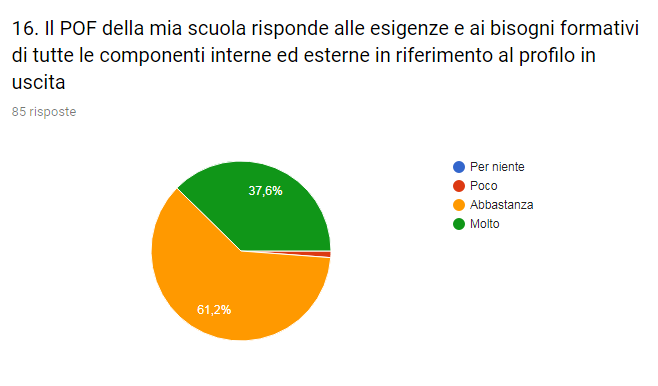 16. Il POF della mia scuola risponde alle esigenze e ai bisogni formativi
di tutte le componenti interne ed esterne in riferimento al profilo in
uscita
85 risposte
37,6%
61,2%
Per niente
Poco
Abbastanza
Molto